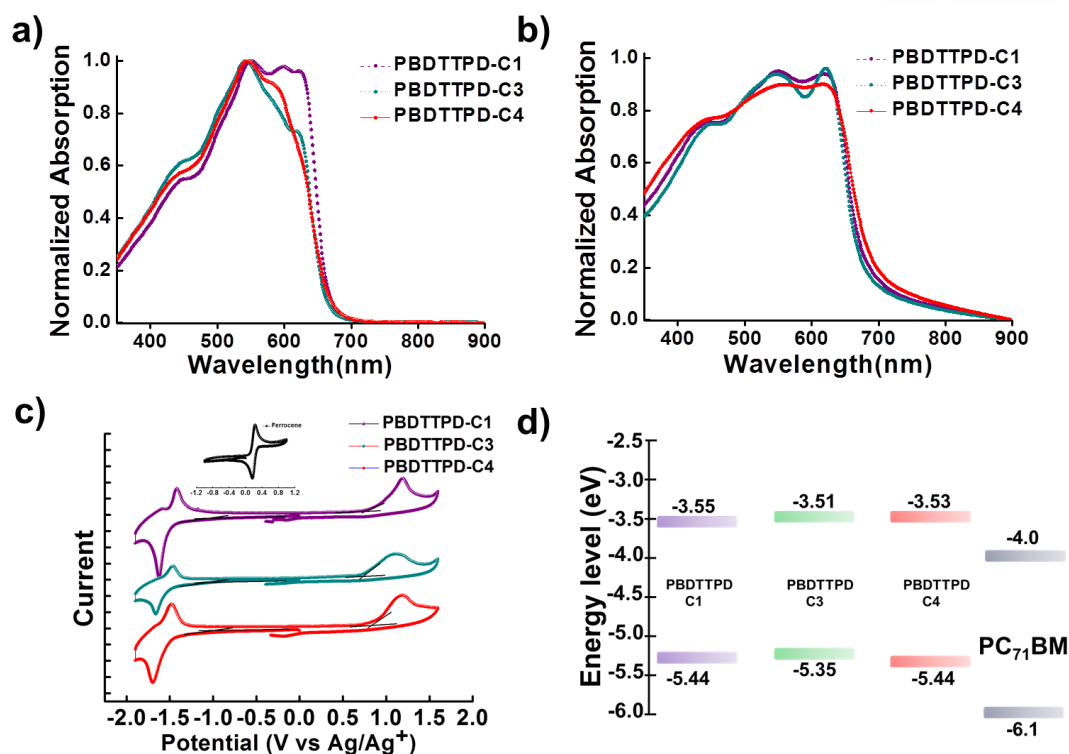 a)
PBDTTPD-C1
PBDTTPD-C3
PBDTTPD-C4
Normalized Absorption
1.0
0.8
0.6
0.4
0.2
0.0
400 500 600 700 800 900
Wavelength(nm)
b)
PBDTTPD-C1
PBDTTPD-C3
PBDTTPD-C4
Normalized Absorption
1.0
0.8
0.6
0.4
0.2
0.0
400 500 600 700 800 900
Wavelength(nm)
c)
PBDTTPD-C1
PBDTTPD-C3
PBDTTPD-C4
Ferrocene
-1.2 -0.8 -0.4 0.0 0.4 0.8 1.2
Current
-2.0 -1.5 -1.0 -0.5 0.0 0.5 1.0 1.5 2.0
Potential (V vs Ag/Ag⁺)
d)
Energy level (eV)
-2.5
-3.0
-3.5
-4.0
-4.5
-5.0
-5.5
-6.0
-3.55 -3.51 -3.53
-4.0
PBDTTPD
C1
PBDTTPD
C3
PBDTTPD
C4
PC₇₁BM
-5.44 -5.35 -5.44
-6.1